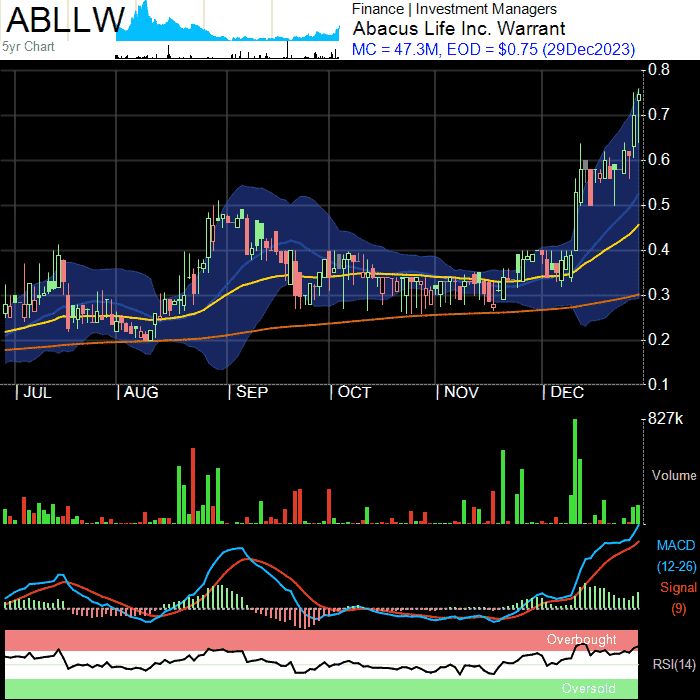 ABLLW
5yr Chart
Finance | Investment Managers
Abacus Life Inc. Warrant
MC = 47.3M, EOD = $0.75 (29Dec2023)
0.8
0.7
0.6
0.5
0.4
0.3
0.2
0.1
| JUL | AUG | SEP | OCT | NOV | DEC
827k
Volume
MACD
(12-26)
Signal
(9)
Overbought
RSI(14)
Oversold